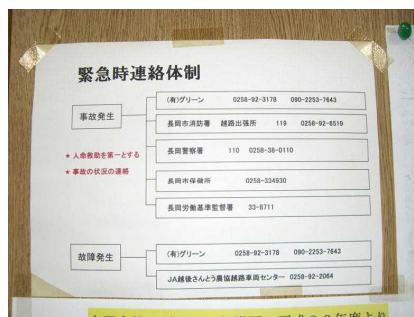 緊急時連絡体制
事故発生
(有)グリーン 0258-92-3178 090-2253-7643
長岡市消防署 越路出張所 119 0258-92-6519
長岡警察署 110 0258-38-0110
★ 人命救助を第一とする
★ 事故の状況の連絡
長岡市保健所 0258-334930
長岡労働基準監督署 33-8711
故障発生
(有)グリーン 0258-92-3178 090-2253-7643
JA越後さんとう農協越路車両センター 0258-92-2064